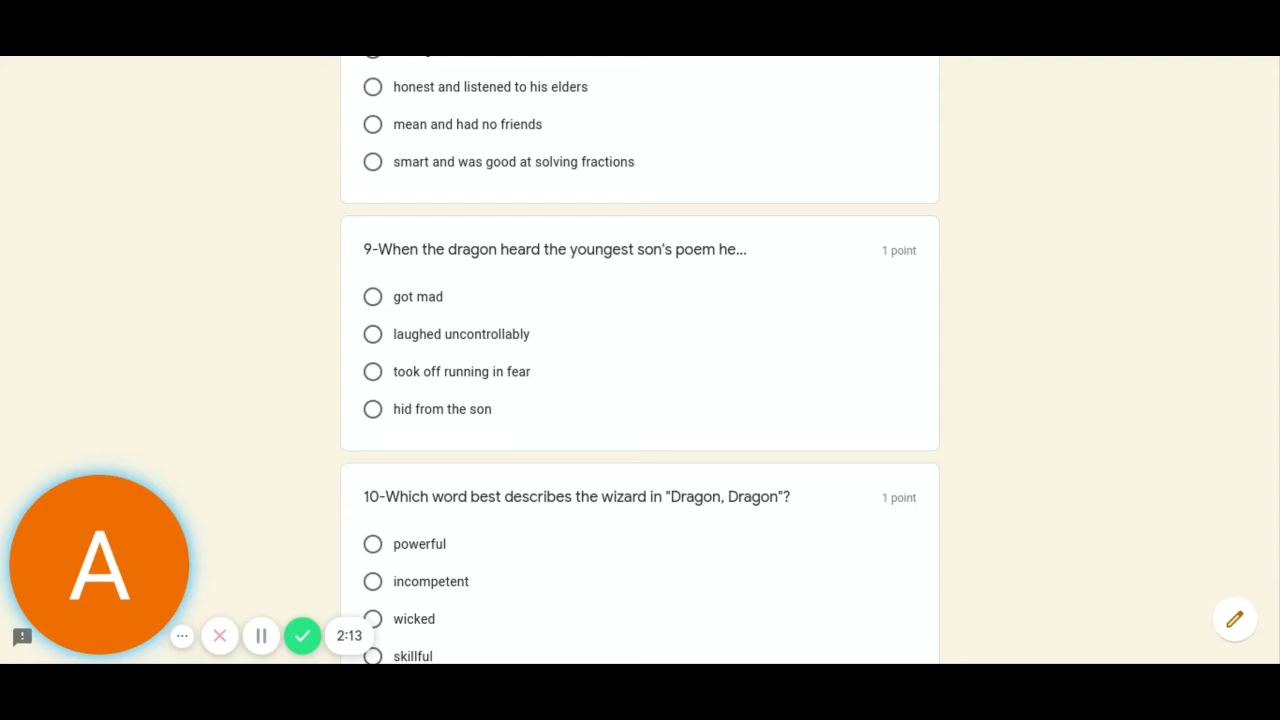 honest and listened to his elders
mean and had no friends
smart and was good at solving fractions
9-When the dragon heard the youngest son's poem he...
1 point
got mad
laughed uncontrollably
took off running in fear
hid from the son
10-Which word best describes the wizard in "Dragon, Dragon"?
1 point
powerful
incompetent
wicked
skillful
A
2:13